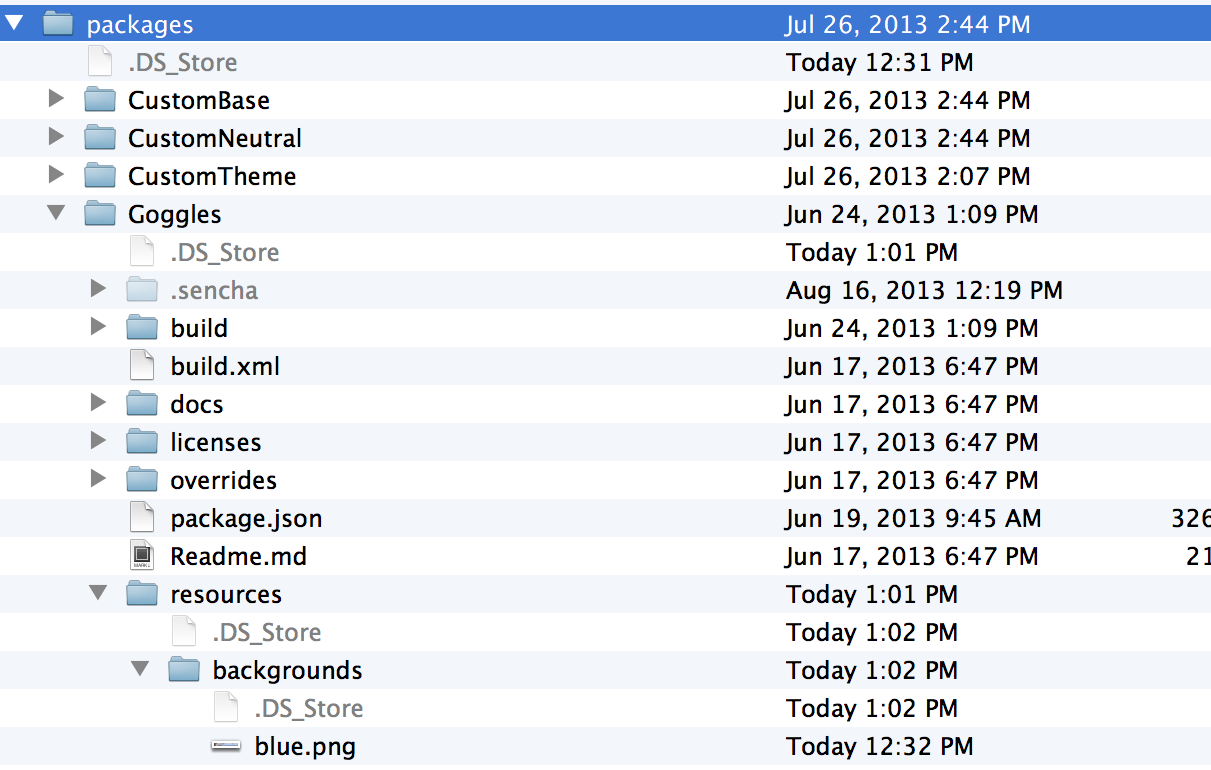 packages Jul 26, 2013 2:44 PM
.DS_Store Today 12:31 PM
CustomBase Jul 26, 2013 2:44 PM
CustomNeutral Jul 26, 2013 2:44 PM
CustomTheme Jul 26, 2013 2:07 PM
Goggles Jun 24, 2013 1:09 PM
.DS_Store Today 1:01 PM
.sencha Aug 16, 2013 12:19 PM
build Jun 24, 2013 1:09 PM
build.xml Jun 17, 2013 6:47 PM
docs Jun 17, 2013 6:47 PM
licenses Jun 17, 2013 6:47 PM
overrides Jun 17, 2013 6:47 PM
package.json Jun 19, 2013 9:45 AM 326
Readme.md Jun 17, 2013 6:47 PM 21
resources Today 1:01 PM
.DS_Store Today 1:02 PM
backgrounds Today 1:02 PM
.DS_Store Today 1:02 PM
blue.png Today 12:32 PM